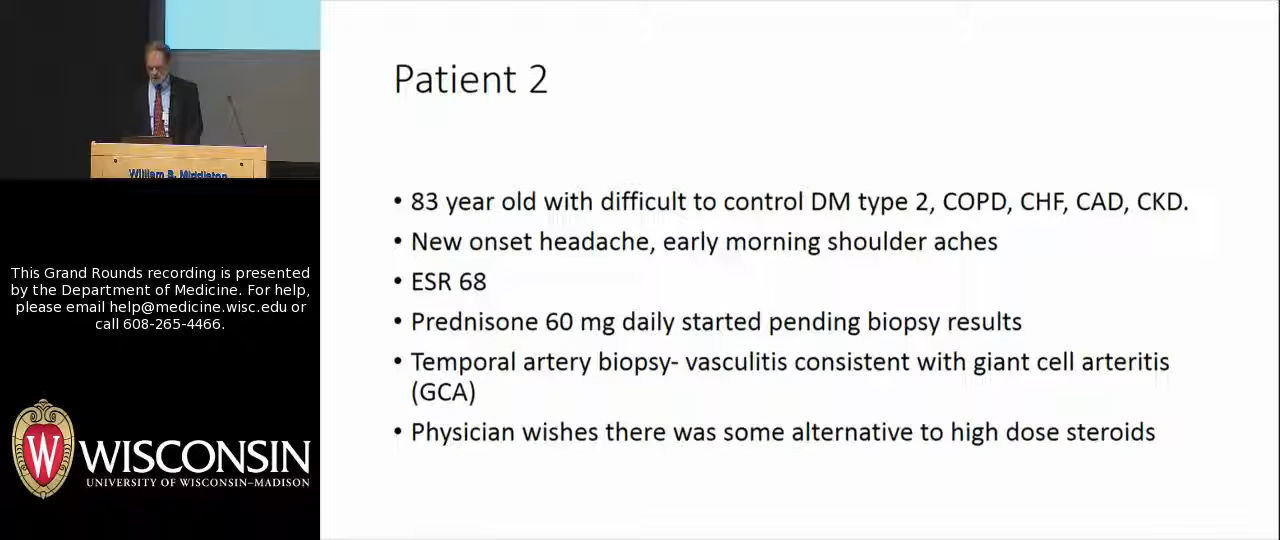 Patient 2
• 83 year old with difficult to control DM type 2, COPD, CHF, CAD, CKD.
• New onset headache, early morning shoulder aches
• ESR 68
• Prednisone 60 mg daily started pending biopsy results
• Temporal artery biopsy- vasculitis consistent with giant cell arteritis
(GCA)
• Physician wishes there was some alternative to high dose steroids
William S. Middleton
This Grand Rounds recording is presented
by the Department of Medicine. For help,
please email help@medicine.wisc.edu or
call 608-265-4466.
W
WISCONSIN
UNIVERSITY OF WISCONSIN–MADISON